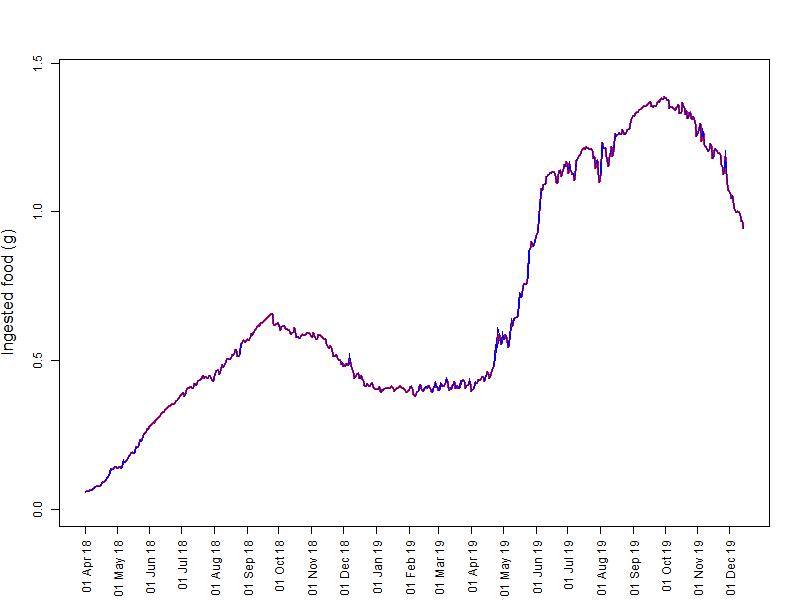 Ingested food (g)
1.5
1.0
0.5
0.0
01 Apr 18
01 May 18
01 Jun 18
01 Jul 18
01 Aug 18
01 Sep 18
01 Oct 18
01 Nov 18
01 Dec 18
01 Jan 19
01 Feb 19
01 Mar 19
01 Apr 19
01 May 19
01 Jun 19
01 Jul 19
01 Aug 19
01 Sep 19
01 Oct 19
01 Nov 19
01 Dec 19